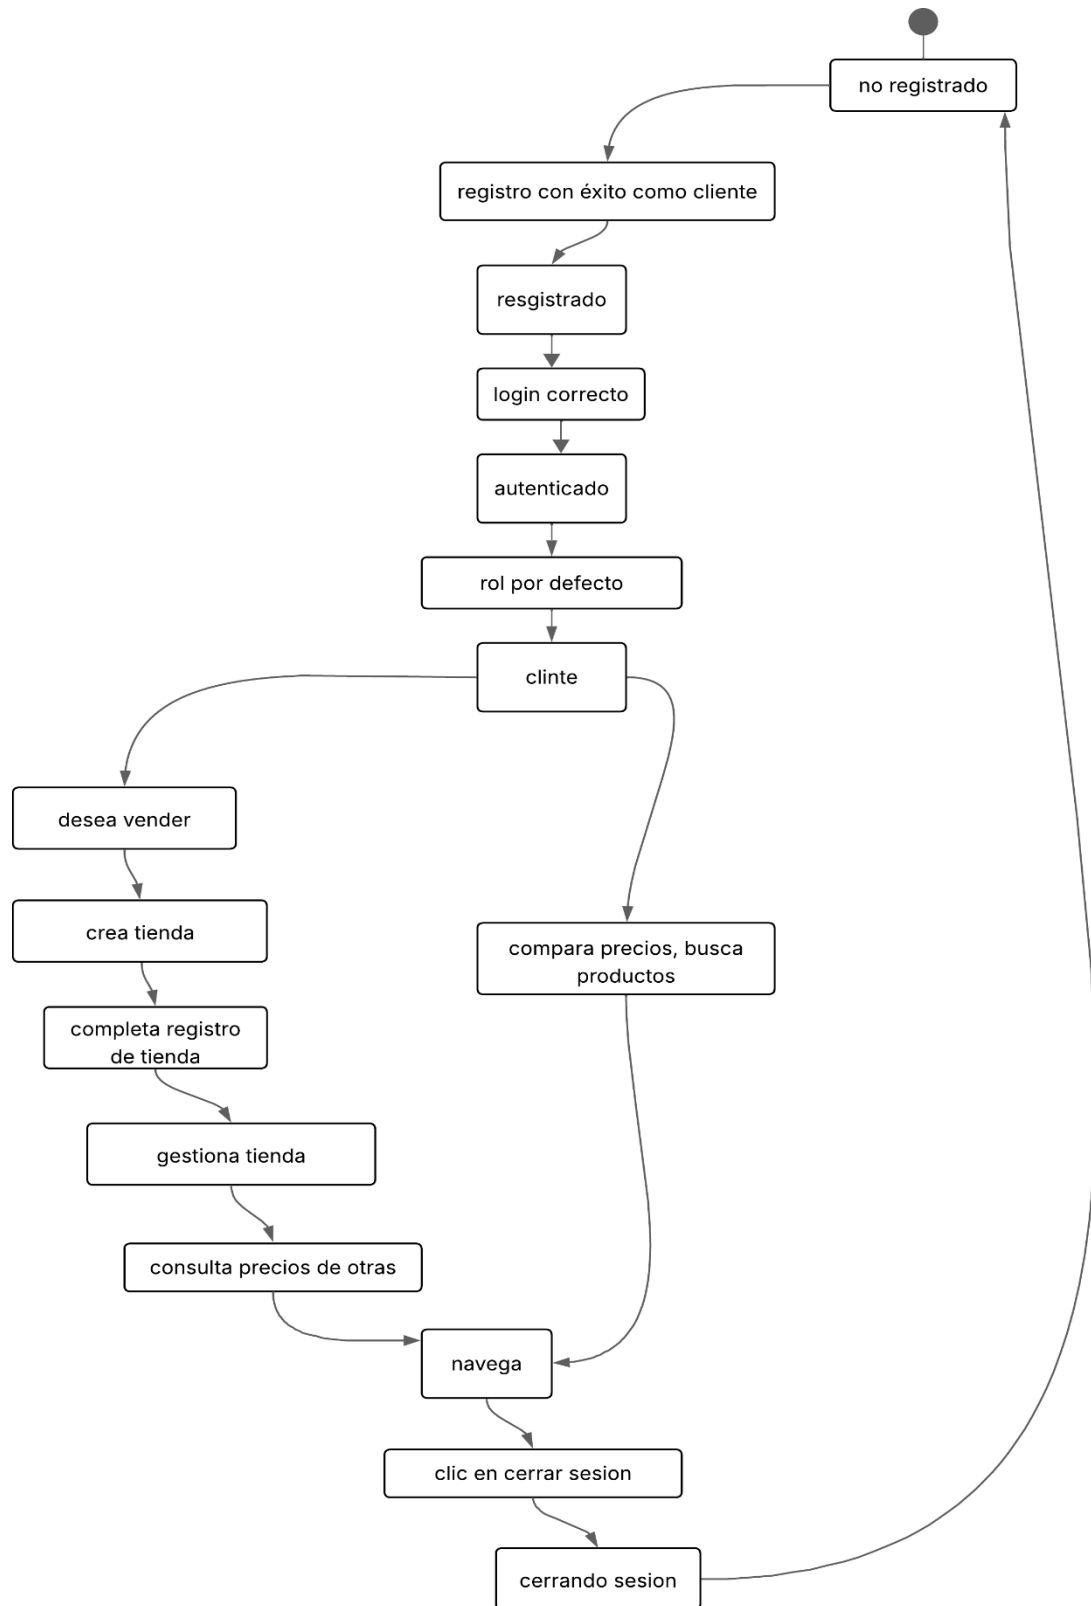 no registrado
registro con éxito como cliente
resgistrado
login correcto
autenticado
rol por defecto
clinte
desea vender
crea tienda
compara precios, busca
productos
completa registro
de tienda
gestiona tienda
consulta precios de otras
navega
clic en cerrar sesion
cerrando sesion